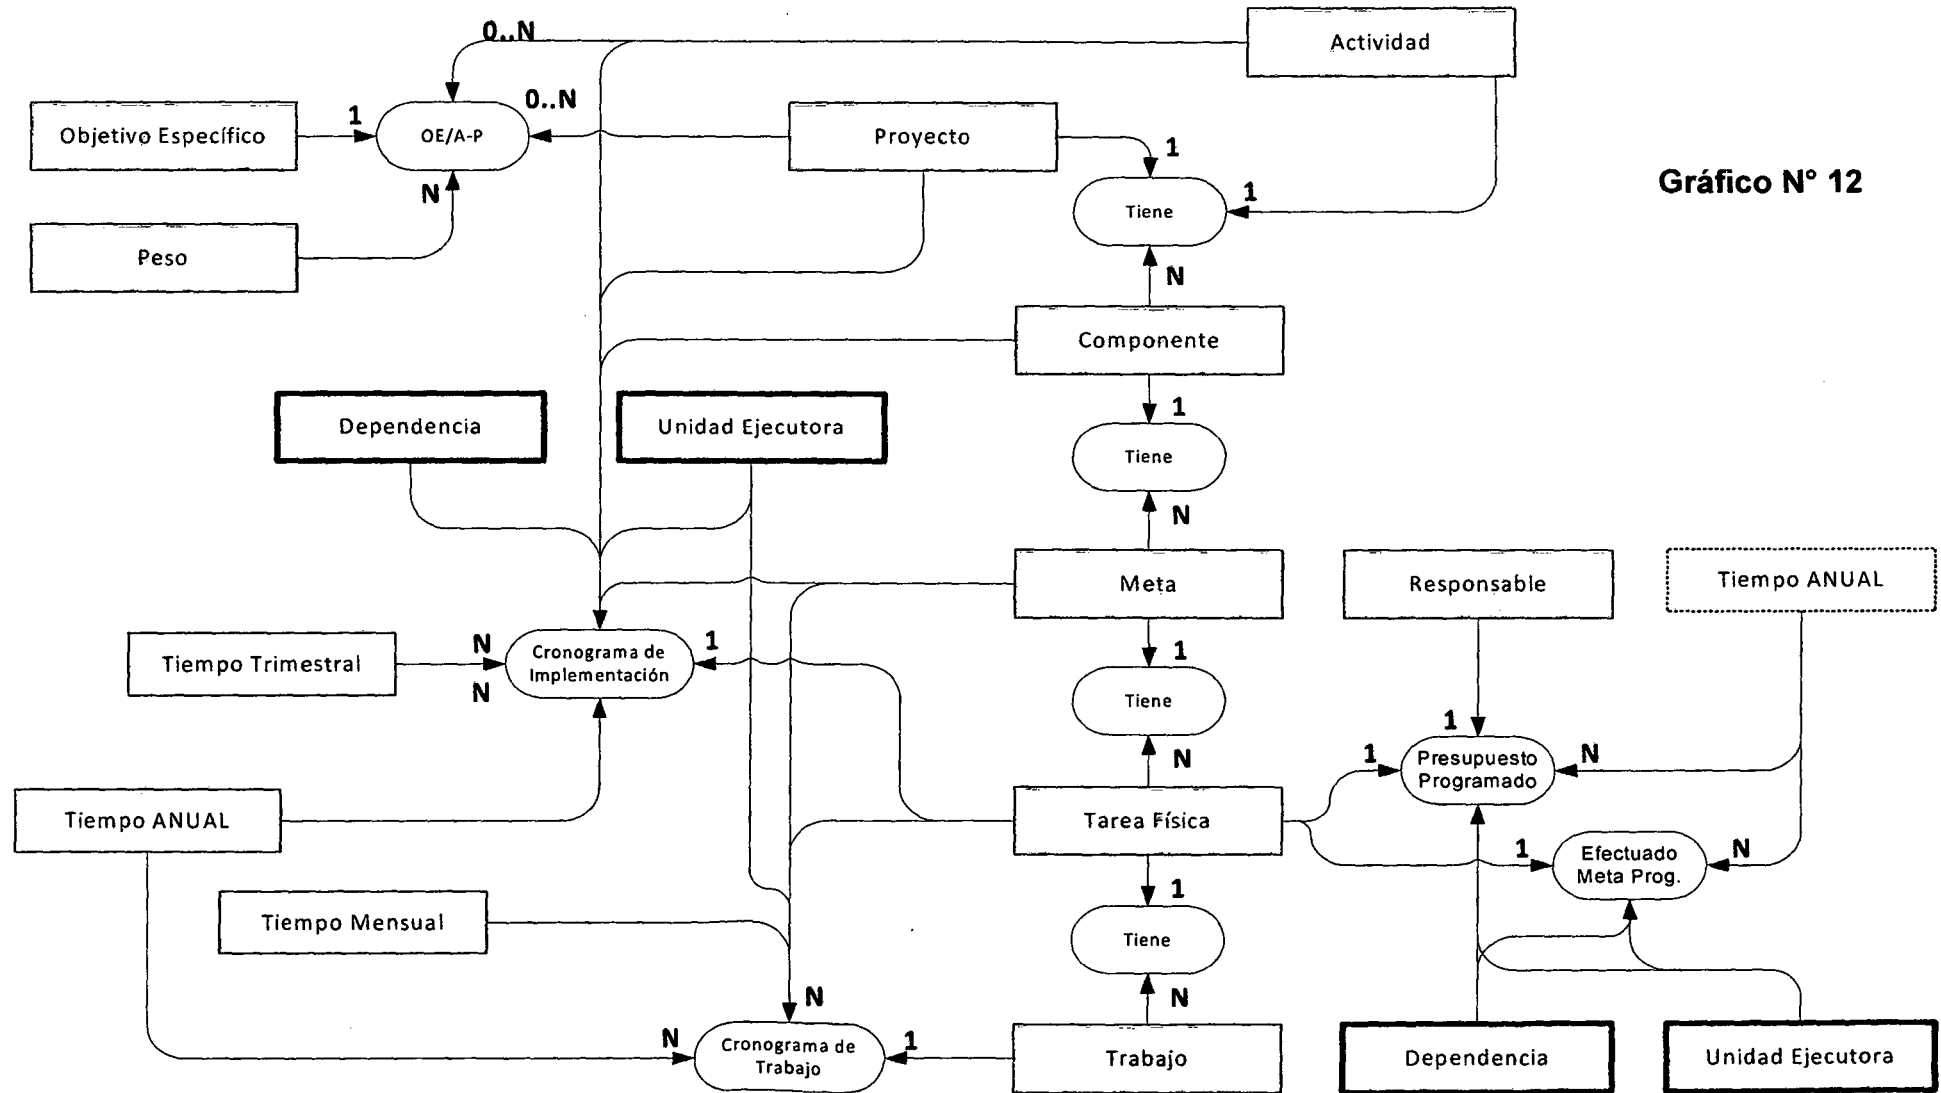 0..N
Actividad
Objetivo Específico
1
OE/A-P
0..N
Proyecto
1
Gráfico N° 12
N
1
Tiene
Peso
N
Componente
Dependencia
Unidad Ejecutora
1
Tiene
N
Meta
Responsable
Tiempo ANUAL
Tiempo Trimestral
N
N
Cronograma de
Implementación
1
1
Tiene
N
1
1
Presupuesto
Programado
N
Tiempo ANUAL
Tarea Física
1
Efectuado
Meta Prog.
N
Tiempo Mensual
1
Tiene
N
N
N
Cronograma de
Trabajo
1
Trabajo
Dependencia
Unidad Ejecutora